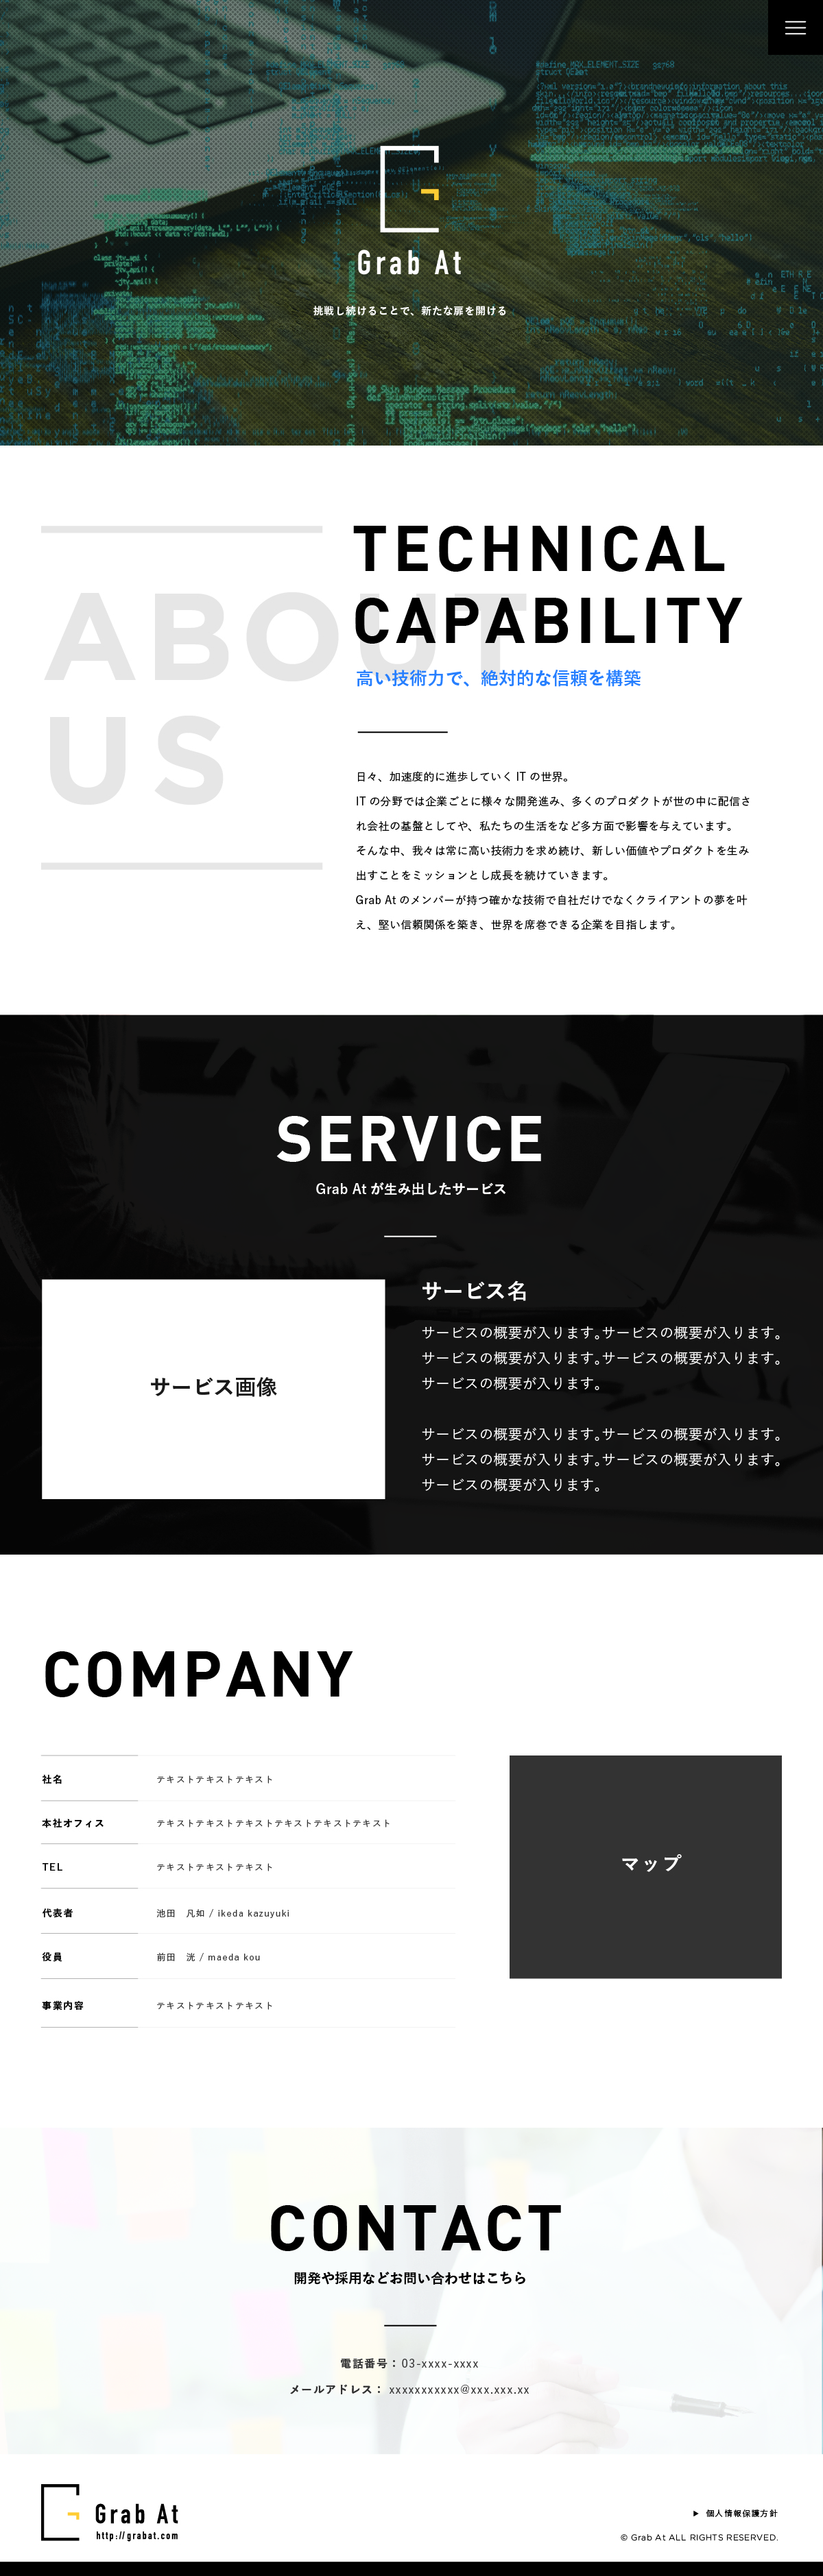 Grab At
挑戦し続けることで、新たな扉を開ける
ABOUT
US
TECHNICAL
CAPABILITY
高い技術力で、絶対的な信頼を構築
日々、加速度的に進歩していく IT の世界。
IT の分野では企業ごとに様々な開発進み、多くのプロダクトが世の中に配信さ
れ会社の基盤としてや、私たちの生活をなど多方面で影響を与えています。
そんな中、我々は常に高い技術力を求め続け、新しい価値やプロダクトを生み
出すことをミッションとし成長を続けていきます。
Grab At のメンバーが持つ確かな技術で自社だけでなくクライアントの夢を叶
え、堅い信頼関係を築き、世界を席巻できる企業を目指します。
SERVICE
Grab At が生み出したサービス
サービス画像
サービス名
サービスの概要が入ります。サービスの概要が入ります。
サービスの概要が入ります。サービスの概要が入ります。
サービスの概要が入ります。
サービスの概要が入ります。サービスの概要が入ります。
サービスの概要が入ります。サービスの概要が入ります。
サービスの概要が入ります。
COMPANY
社名 テキストテキストテキスト
本社オフィス テキストテキストテキストテキストテキストテキスト
TEL テキストテキストテキスト
代表者 池田　凡如 / ikeda kazuyuki
役員 前田　洸 / maeda kou
事業内容 テキストテキストテキスト
マップ
CONTACT
開発や採用などお問い合わせはこちら
電話番号：03-xxxx-xxxx
メールアドレス： xxxxxxxxxxx@xxx.xxx.xx
Grab At
http://grabat.com
▶ 個人情報保護方針
© Grab At ALL RIGHTS RESERVED.